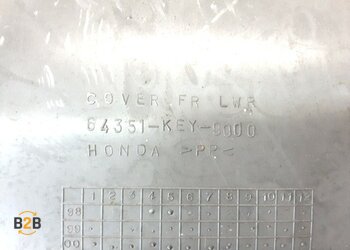 COVER FR LWR
64351-KEY-9000
HONDA >PP<
1 2 3 4 5 6 7 8 9 10 11 12
98
99
00
B2B